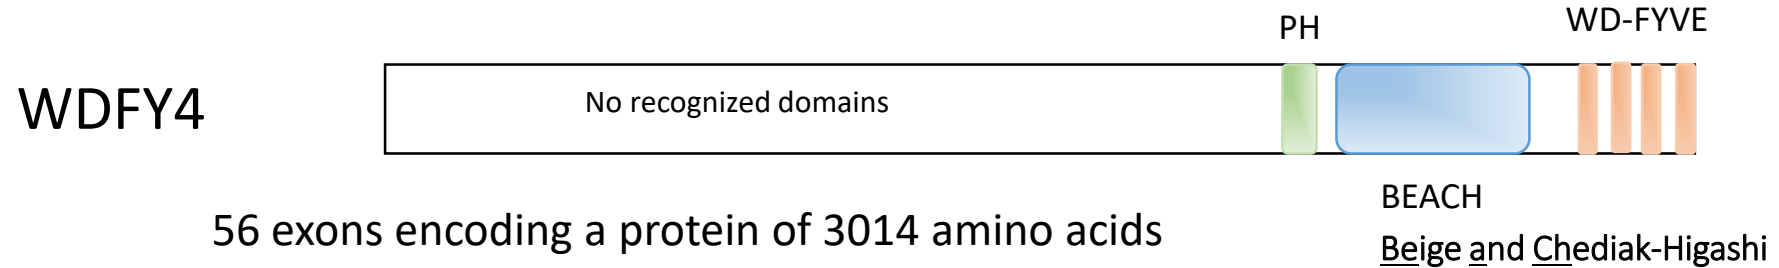 PH
WD-FYVE
WDFY4
No recognized domains
BEACH
56 exons encoding a protein of 3014 amino acids
Beige and Chediak-Higashi